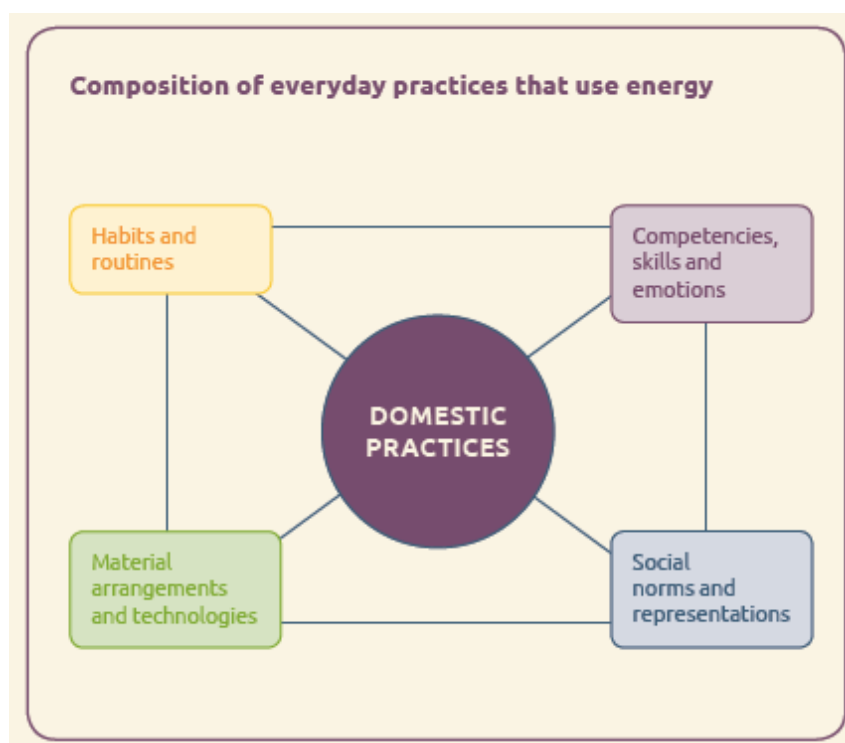 Composition of everyday practices that use energy
Habits and
routines
Competencies,
skills and
emotions
DOMESTIC
PRACTICES
Material
arrangements
and technologies
Social
norms and
representations